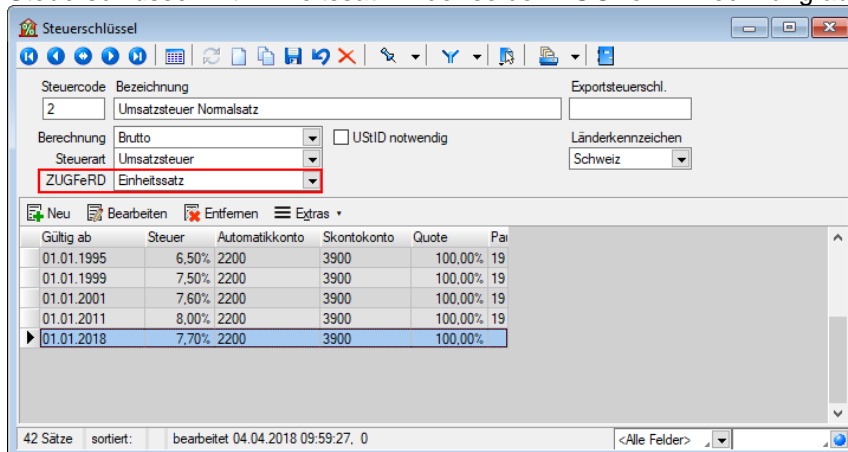 Steuerschlüssel
Steuercode Bezeichnung Exportsteuerschl.
2 Umsatzsteuer Normalsatz
Berechnung Brutto UStID notwendig Länderkennzeichen
Steuerart Umsatzsteuer Schweiz
ZUGFeRD Einheitssatz
Neu Bearbeiten Entfernen Extras
Gültig ab Steuer Automatikkonto Skontokonto Quote Pau
01.01.1995 6,50% 2200 3900 100,00% 19
01.01.1999 7,50% 2200 3900 100,00% 19
01.01.2001 7,60% 2200 3900 100,00% 19
01.01.2011 8,00% 2200 3900 100,00% 19
01.01.2018 7,70% 2200 3900 100,00%
42 Sätze sortiert: bearbeitet 04.04.2018 09:59:27, 0 <Alle Felder>